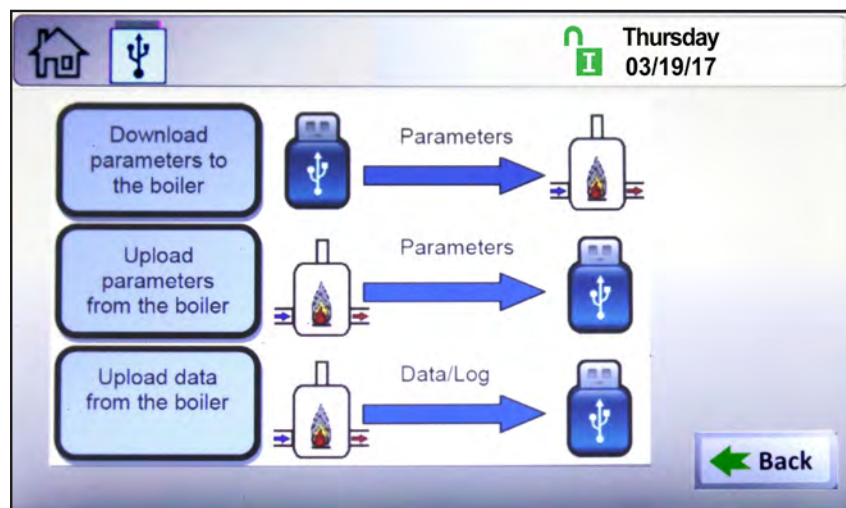 I
Thursday
03/19/17
Download
parameters to
the boiler
Parameters
Upload
parameters
from the boiler
Parameters
Upload data
from the boiler
Data/Log
Back